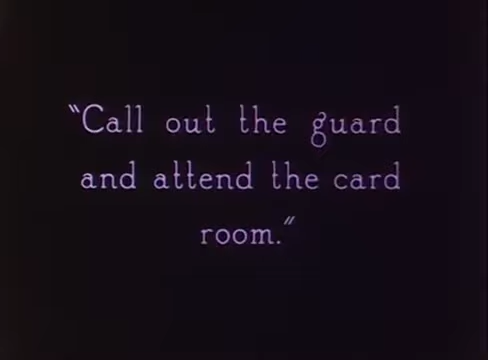 “Call out the guard
and attend the card
room.”